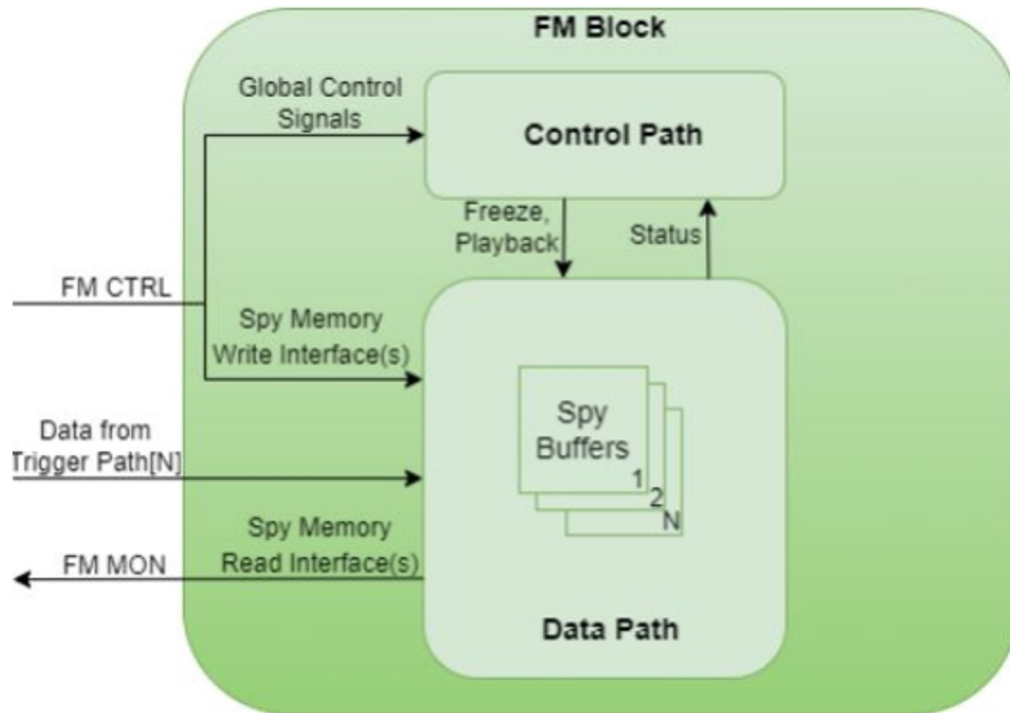 FM Block
Global Control
Signals
Control Path
Freeze,
Playback
Status
FM CTRL
Spy Memory
Write Interface(s)
Data from
Trigger Path[N]
Spy
Buffers
1
2
N
Spy Memory
FM MON
Read Interface(s)
Data Path